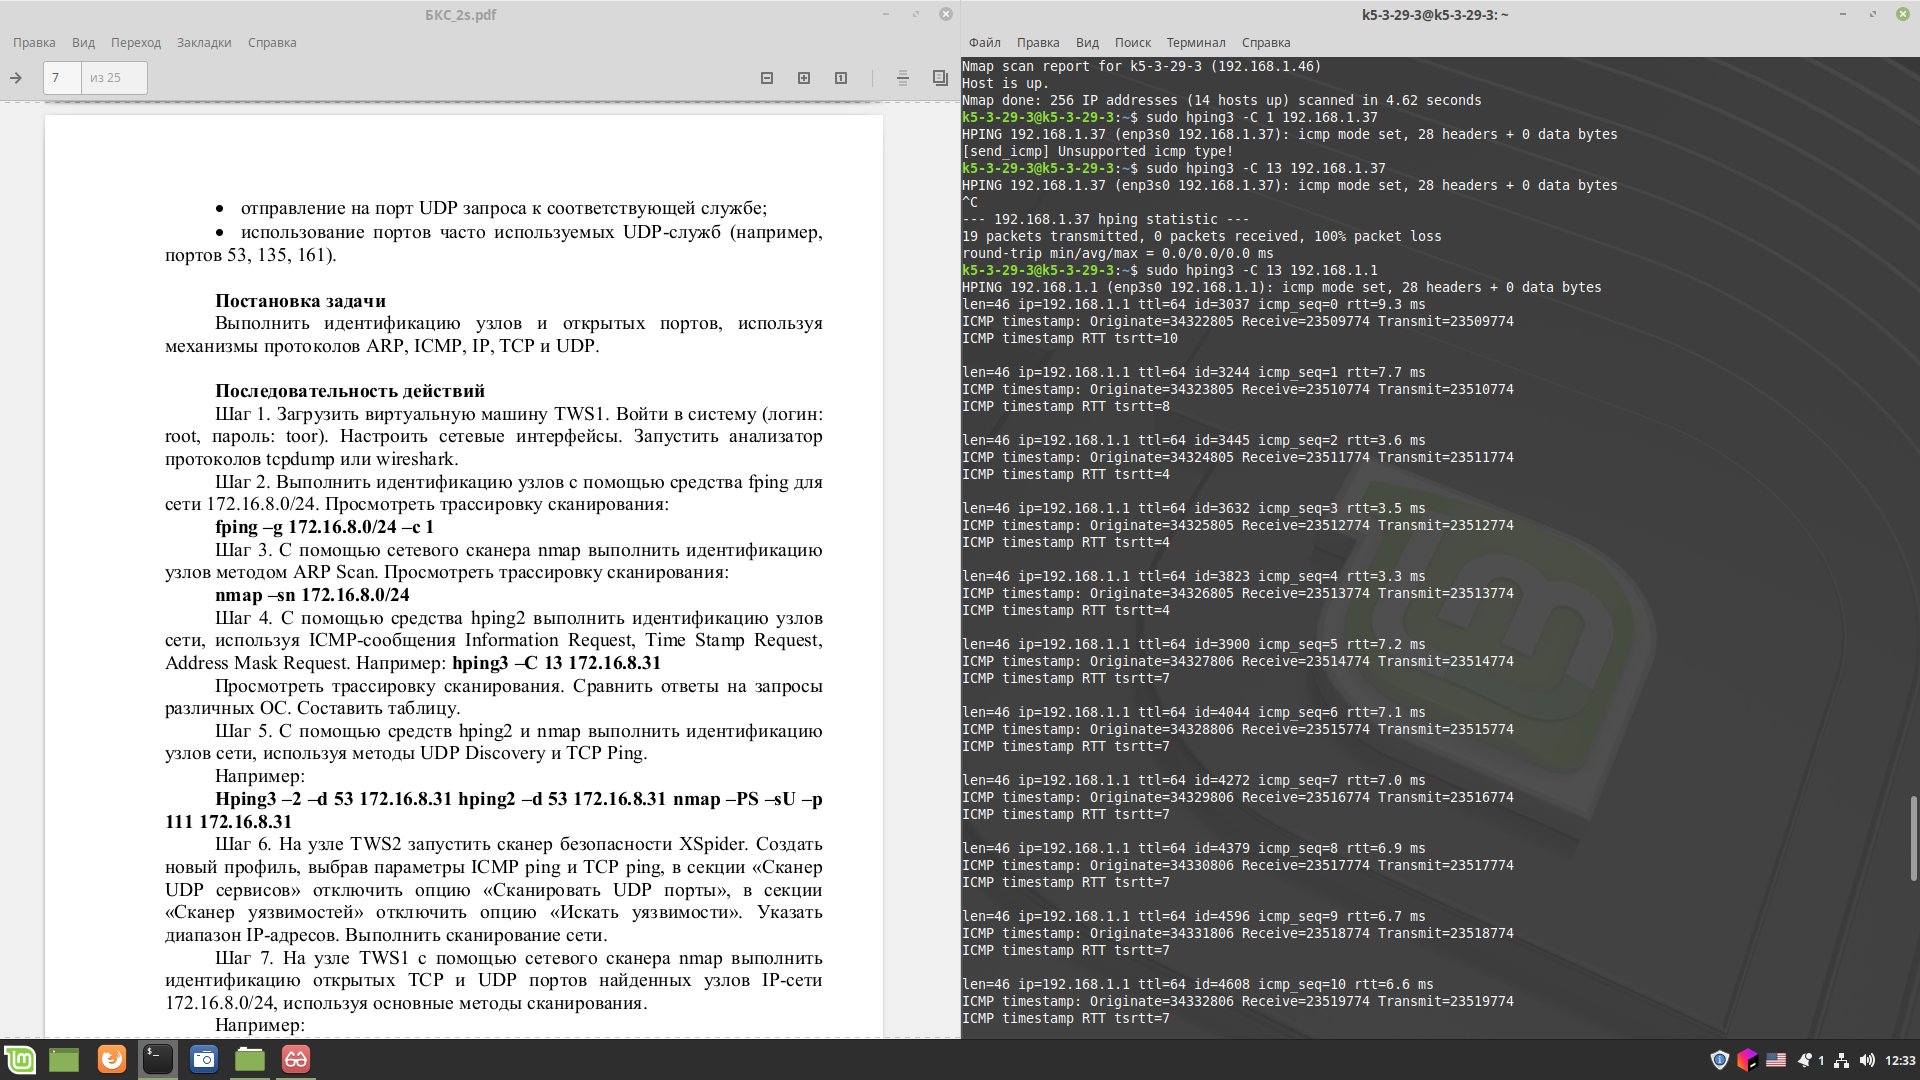 БКС_2s.pdf
Правка Вид Переход Закладки Справка
7 из 25
• отправление на порт UDP запроса к соответствующей службе;
• использование портов часто используемых UDP-служб (например,
портов 53, 135, 161).
Постановка задачи
Выполнить идентификацию узлов и открытых портов, используя
механизмы протоколов ARP, ICMP, IP, TCP и UDP.
Последовательность действий
Шаг 1. Загрузить виртуальную машину TWS1. Войти в систему (логин:
root, пароль: toor). Настроить сетевые интерфейсы. Запустить анализатор
протоколов tcpdump или wireshark.
Шаг 2. Выполнить идентификацию узлов с помощью средства fping для
сети 172.16.8.0/24. Просмотреть трассировку сканирования:
fping –g 172.16.8.0/24 –c 1
Шаг 3. С помощью сетевого сканера nmap выполнить идентификацию
узлов методом ARP Scan. Просмотреть трассировку сканирования:
nmap –sn 172.16.8.0/24
Шаг 4. С помощью средства hping2 выполнить идентификацию узлов
сети, используя ICMP-сообщения Information Request, Time Stamp Request,
Address Mask Request. Например: hping3 –C 13 172.16.8.31
Просмотреть трассировку сканирования. Сравнить ответы на запросы
различных ОС. Составить таблицу.
Шаг 5. С помощью средств hping2 и nmap выполнить идентификацию
узлов сети, используя методы UDP Discovery и TCP Ping.
Например:
Hping3 –2 –d 53 172.16.8.31 hping2 –d 53 172.16.8.31 nmap –PS –sU –p
111 172.16.8.31
Шаг 6. На узле TWS2 запустить сканер безопасности XSpider. Создать
новый профиль, выбрав параметры ICMP ping и TCP ping, в секции «Сканер
UDP сервисов» отключить опцию «Сканировать UDP порты», в секции
«Сканер уязвимостей» отключить опцию «Искать уязвимости». Указать
диапазон IP-адресов. Выполнить сканирование сети.
Шаг 7. На узле TWS1 с помощью сетевого сканера nmap выполнить
идентификацию открытых TCP и UDP портов найденных узлов IP-сети
172.16.8.0/24, используя основные методы сканирования.
Например:
k5-3-29-3@k5-3-29-3: ~
Файл Правка Вид Поиск Терминал Справка
Nmap scan report for k5-3-29-3 (192.168.1.46)
Host is up.
Nmap done: 256 IP addresses (14 hosts up) scanned in 4.62 seconds
k5-3-29-3@k5-3-29-3:~$ sudo hping3 -C 1 192.168.1.37
HPING 192.168.1.37 (enp3s0 192.168.1.37): icmp mode set, 28 headers + 0 data bytes
[send_icmp] Unsupported icmp type!
k5-3-29-3@k5-3-29-3:~$ sudo hping3 -C 13 192.168.1.37
HPING 192.168.1.37 (enp3s0 192.168.1.37): icmp mode set, 28 headers + 0 data bytes
^C
--- 192.168.1.37 hping statistic ---
19 packets transmitted, 0 packets received, 100% packet loss
round-trip min/avg/max = 0.0/0.0/0.0 ms
k5-3-29-3@k5-3-29-3:~$ sudo hping3 -C 13 192.168.1.1
HPING 192.168.1.1 (enp3s0 192.168.1.1): icmp mode set, 28 headers + 0 data bytes
len=46 ip=192.168.1.1 ttl=64 id=3037 icmp_seq=0 rtt=9.3 ms
ICMP timestamp: Originate=34322805 Receive=23509774 Transmit=23509774
ICMP timestamp RTT tsrtt=10
len=46 ip=192.168.1.1 ttl=64 id=3244 icmp_seq=1 rtt=7.7 ms
ICMP timestamp: Originate=34323805 Receive=23510774 Transmit=23510774
ICMP timestamp RTT tsrtt=8
len=46 ip=192.168.1.1 ttl=64 id=3445 icmp_seq=2 rtt=3.6 ms
ICMP timestamp: Originate=34324805 Receive=23511774 Transmit=23511774
ICMP timestamp RTT tsrtt=4
len=46 ip=192.168.1.1 ttl=64 id=3632 icmp_seq=3 rtt=3.5 ms
ICMP timestamp: Originate=34325805 Receive=23512774 Transmit=23512774
ICMP timestamp RTT tsrtt=4
len=46 ip=192.168.1.1 ttl=64 id=3823 icmp_seq=4 rtt=3.3 ms
ICMP timestamp: Originate=34326805 Receive=23513774 Transmit=23513774
ICMP timestamp RTT tsrtt=4
len=46 ip=192.168.1.1 ttl=64 id=3900 icmp_seq=5 rtt=7.2 ms
ICMP timestamp: Originate=34327806 Receive=23514774 Transmit=23514774
ICMP timestamp RTT tsrtt=7
len=46 ip=192.168.1.1 ttl=64 id=4044 icmp_seq=6 rtt=7.1 ms
ICMP timestamp: Originate=34328806 Receive=23515774 Transmit=23515774
ICMP timestamp RTT tsrtt=7
len=46 ip=192.168.1.1 ttl=64 id=4272 icmp_seq=7 rtt=7.0 ms
ICMP timestamp: Originate=34329806 Receive=23516774 Transmit=23516774
ICMP timestamp RTT tsrtt=7
len=46 ip=192.168.1.1 ttl=64 id=4379 icmp_seq=8 rtt=6.9 ms
ICMP timestamp: Originate=34330806 Receive=23517774 Transmit=23517774
ICMP timestamp RTT tsrtt=7
len=46 ip=192.168.1.1 ttl=64 id=4596 icmp_seq=9 rtt=6.7 ms
ICMP timestamp: Originate=34331806 Receive=23518774 Transmit=23518774
ICMP timestamp RTT tsrtt=7
len=46 ip=192.168.1.1 ttl=64 id=4608 icmp_seq=10 rtt=6.6 ms
ICMP timestamp: Originate=34332806 Receive=23519774 Transmit=23519774
ICMP timestamp RTT tsrtt=7
1 12:33